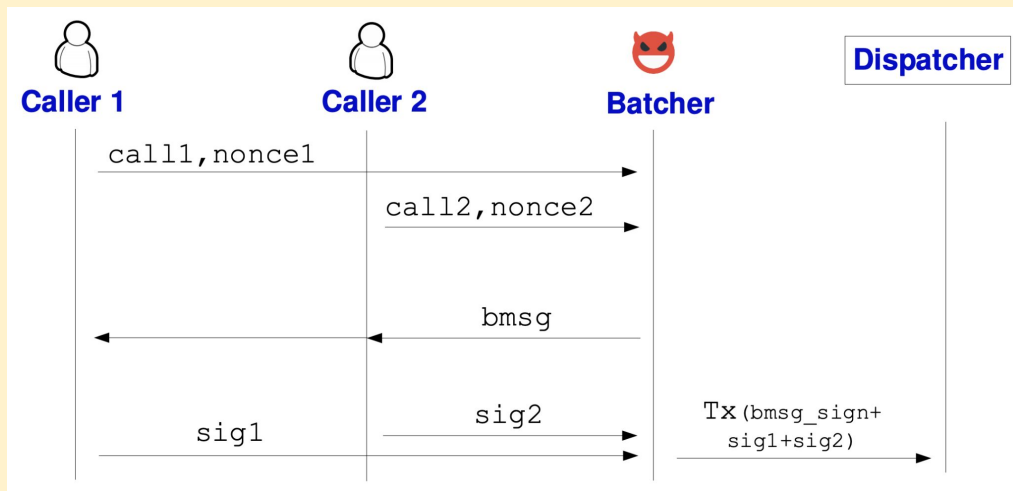 Caller 1
Caller 2
Batcher
Dispatcher
call1,nonce1
call2,nonce2
bmsg
sig1
sig2
Tx(bmsg_sign+
sig1+sig2)